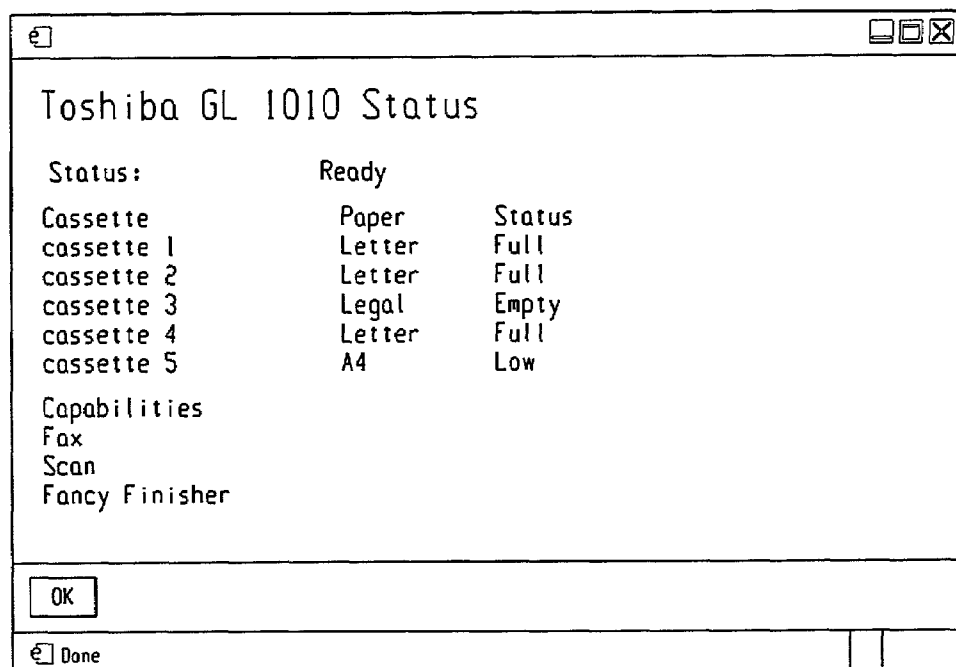 Toshiba GL 1010 Status
Status: Ready
Cassette Paper Status
cassette 1 Letter Full
cassette 2 Letter Full
cassette 3 Legal Empty
cassette 4 Letter Full
cassette 5 A4 Low
Capabilities
Fax
Scan
Fancy Finisher
OK
Done